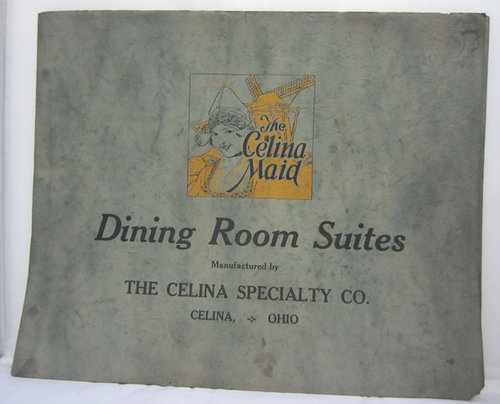 The
Celina
Maid
Dining Room Suites
Manufactured by
THE CELINA SPECIALTY CO.
CELINA, ⁘ OHIO